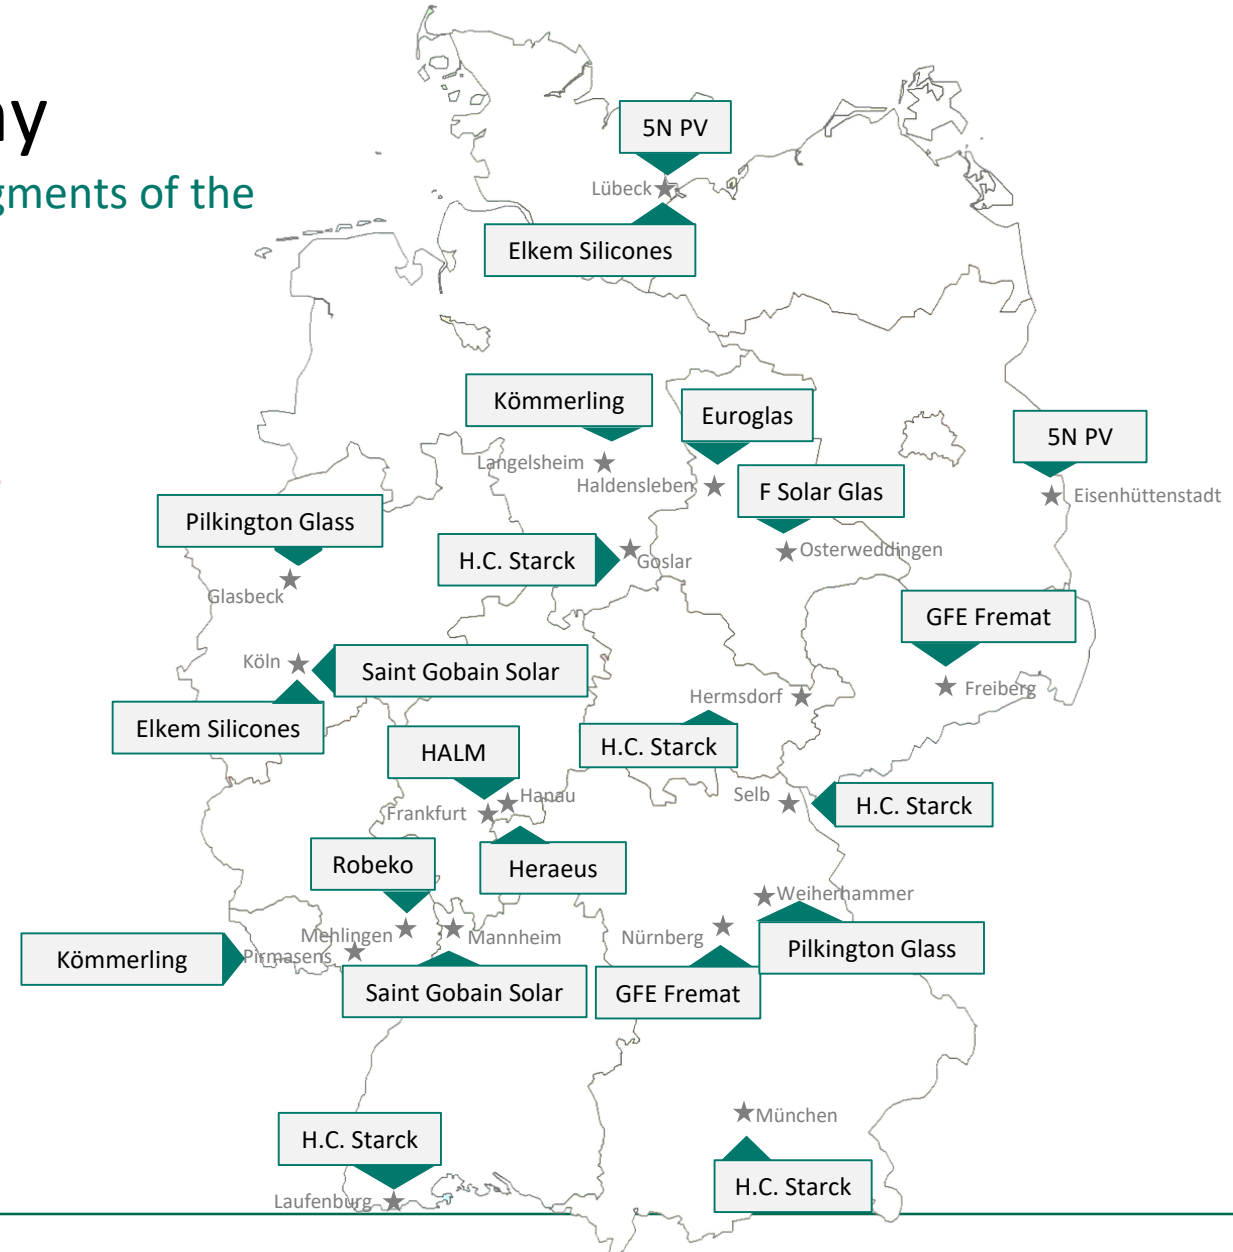 ny
gments of the
5N PV
Lübeck
Elkem Silicones
Kömmerling
Euroglas
5N PV
Langelsheim
Haldensleben
F Solar Glas
Eisenhüttenstadt
Pilkington Glass
H.C. Starck
Goslar
Osterweddingen
Glasbeck
GFE Fremat
Köln
Saint Gobain Solar
Hermsdorf
Freiberg
Elkem Silicones
HALM
H.C. Starck
Hanau
Selb
H.C. Starck
Frankfurt
Robeko
Heraeus
Weiherhammer
Mehlingen
Mannheim
Nürnberg
Kömmerling
Pirmasens
Pilkington Glass
Saint Gobain Solar
GFE Fremat
München
H.C. Starck
H.C. Starck
Laufenburg